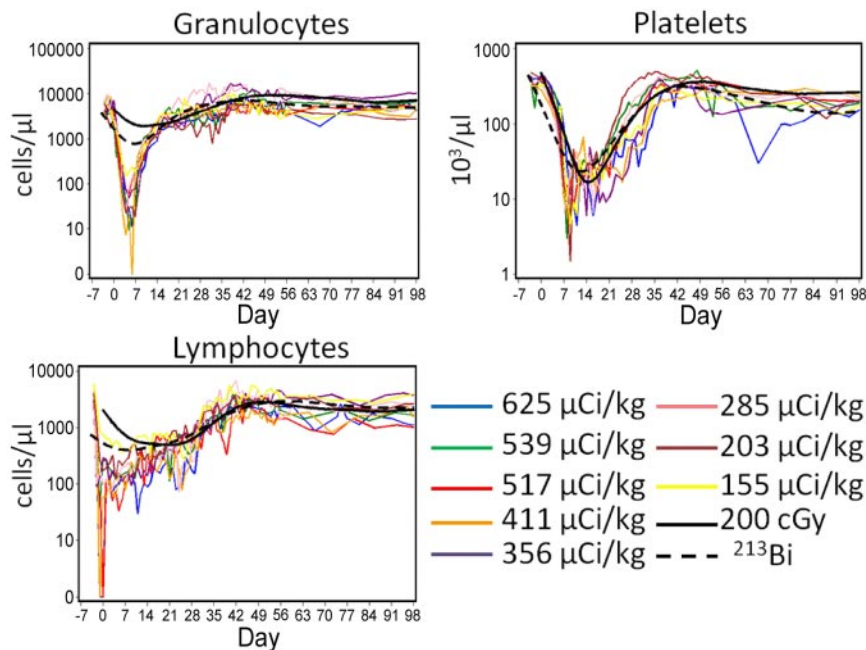 Granulocytes
100000
10000
1000
100
10
0
cells/µl
-7 0 7 14 21 28 35 42 49 56 63 70 77 84 91 98
Day
Platelets
1000
100
10
1
10³/µl
-7 0 7 14 21 28 35 42 49 56 63 70 77 84 91 98
Day
Lymphocytes
10000
1000
100
10
0
cells/µl
-7 0 7 14 21 28 35 42 49 56 63 70 77 84 91 98
Day
625 µCi/kg
539 µCi/kg
517 µCi/kg
411 µCi/kg
356 µCi/kg
285 µCi/kg
203 µCi/kg
155 µCi/kg
200 cGy
²¹³Bi